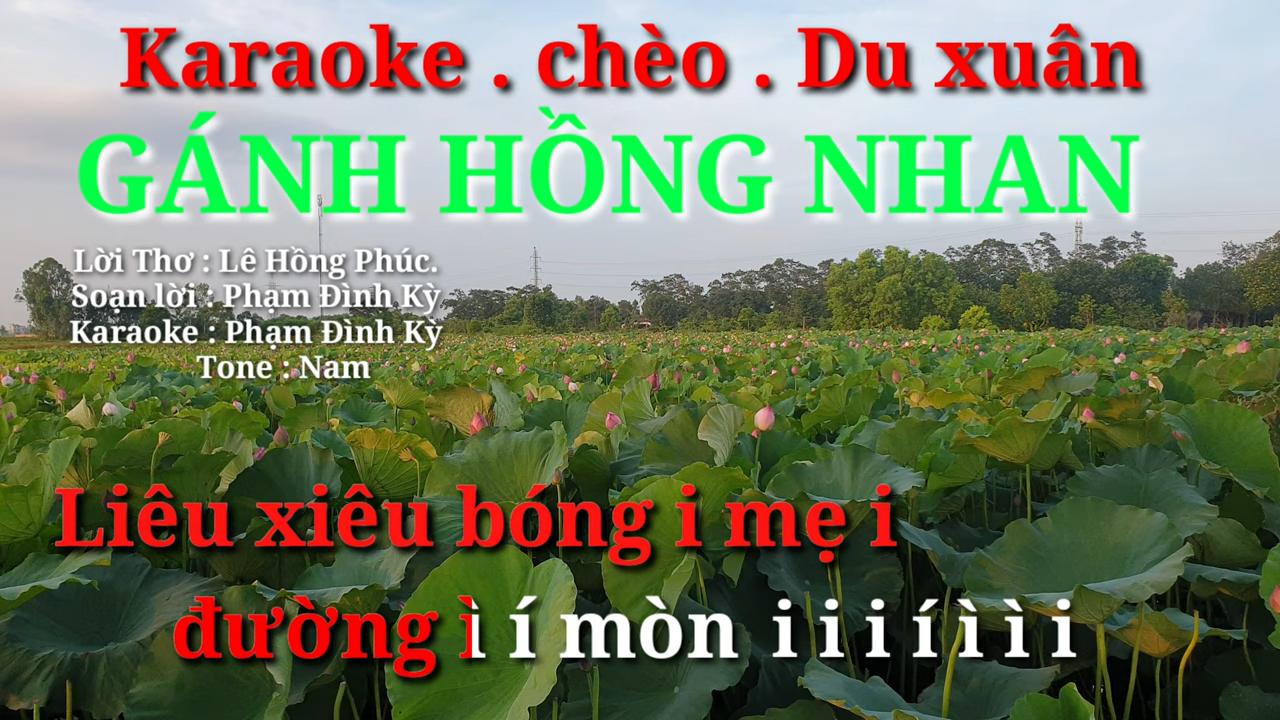 Karaoke . chèo . Du xuân
GÁNH HỒNG NHAN
Lời Thơ : Lê Hồng Phúc.
Soạn lời : Phạm Đình Kỳ
Karaoke : Phạm Đình Kỳ
Tone : Nam
Liêu xiêu bóng i mẹ i
đường ì í mòn i i i í ì ì i